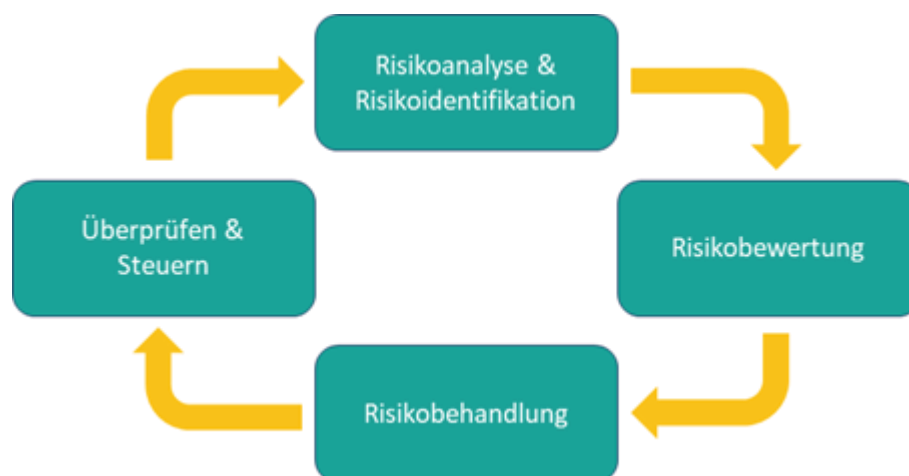 Risikoanalyse &
Risikoidentifikation
Überprüfen &
Steuern
Risikobewertung
Risikobehandlung